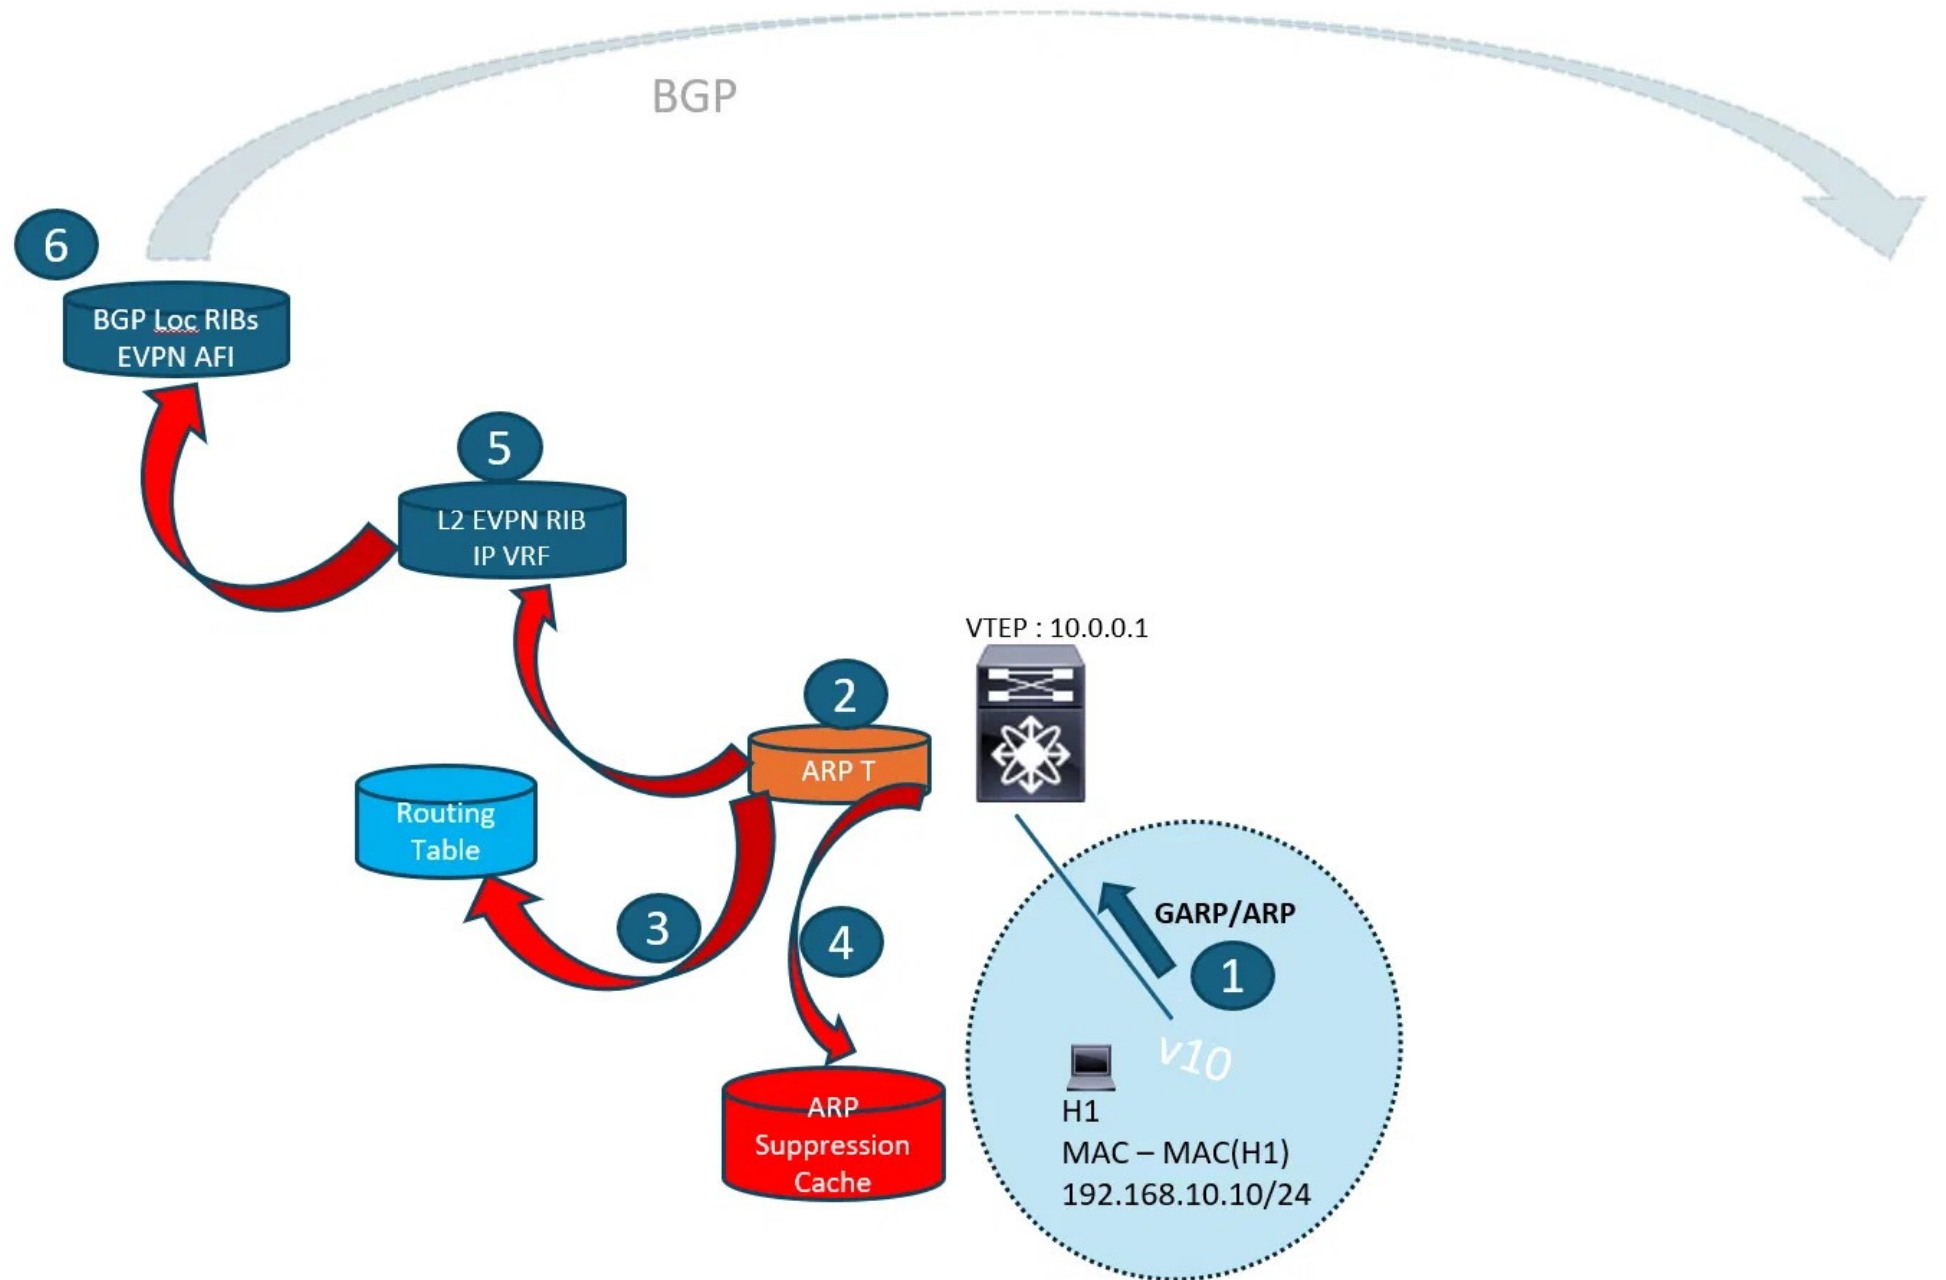 BGP
6
BGP Loc RIBs
EVPN AFI
5
L2 EVPN RIB
IP VRF
VTEP : 10.0.0.1
2
ARP T
Routing
Table
3
4
GARP/ARP
1
v10
H1
MAC – MAC(H1)
192.168.10.10/24
ARP
Suppression
Cache